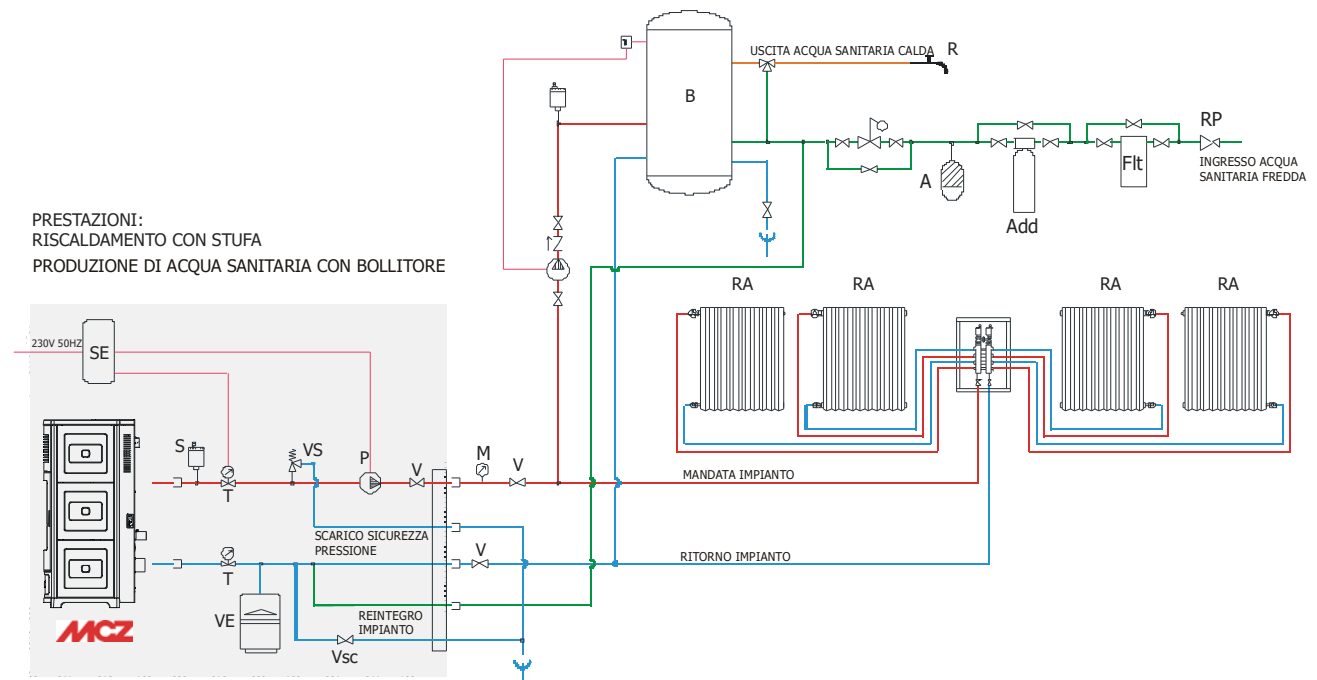 USCITA ACQUA SANITARIA CALDA
R
B
RP
INGRESSO ACQUA
SANITARIA FREDDA
Flt
A
Add
PRESTAZIONI:
RISCALDAMENTO CON STUFA
PRODUZIONE DI ACQUA SANITARIA CON BOLLITORE
RA
RA
RA
RA
230V 50HZ
SE
S
VS
P
V
M
V
T
MANDATA IMPIANTO
SCARICO SICUREZZA
PRESSIONE
V
RITORNO IMPIANTO
T
VE
REINTEGRO
IMPIANTO
Vsc
MCZ